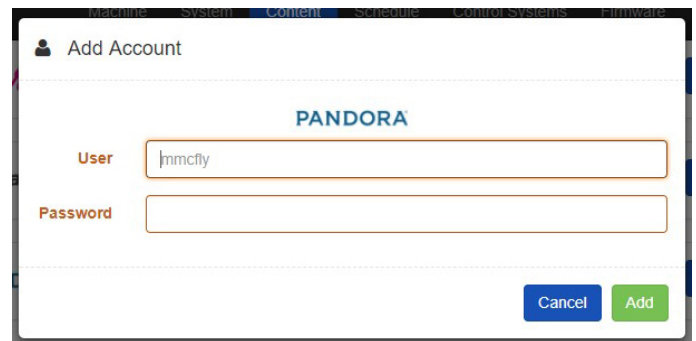 Machine System Content Schedule Control Systems Firmware
Add Account
PANDORA
User mmcfly
Password
Cancel Add